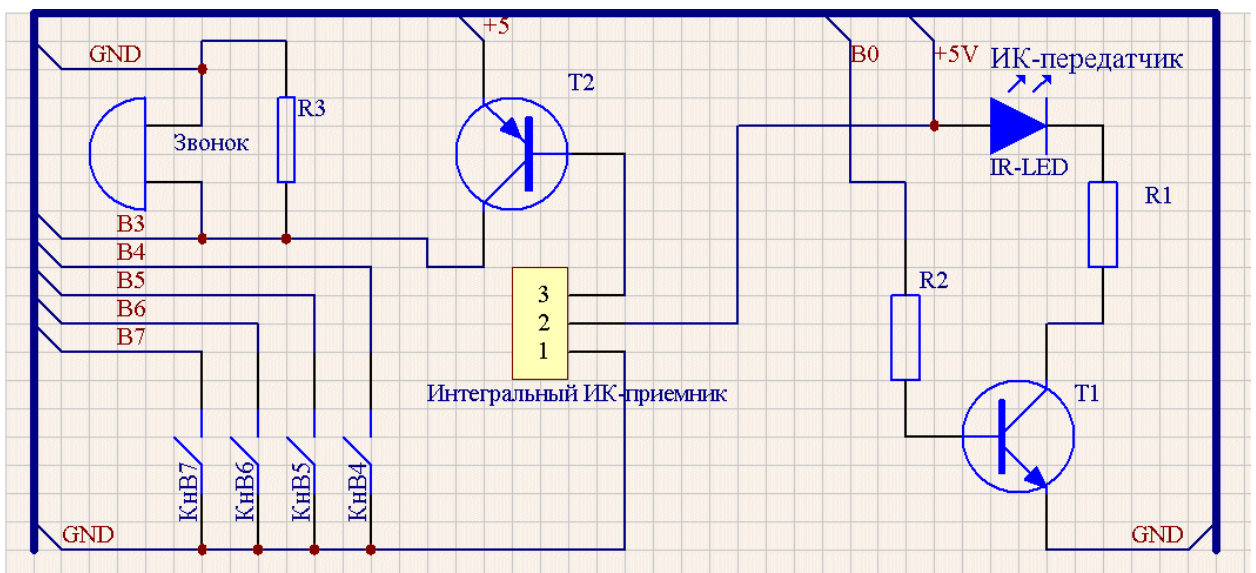 GND
+5
B0
+5V
ИК-передатчик
T2
R3
Звонок
IR-LED
R1
B3
B4
B5
B6
B7
R2
3
2
1
Интегральный ИК-приемник
T1
КнВ7
КнВ6
КнВ5
КнВ4
GND
GND